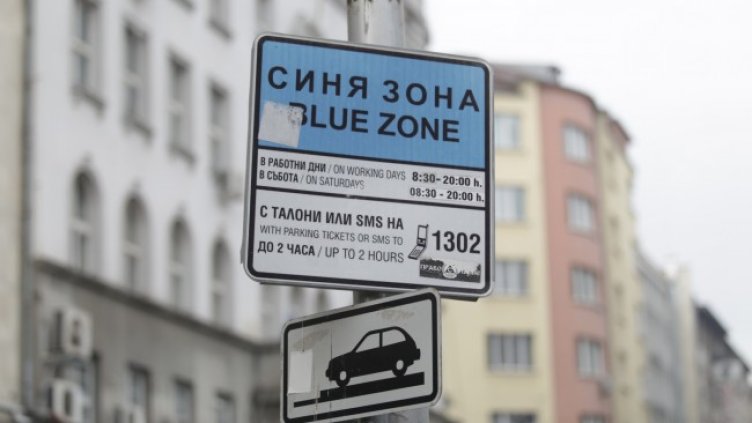 СИНЯ ЗОНА
BLUE ZONE
В РАБОТНИ ДНИ / ON WORKING DAYS 8:30-20:00 h.
В СЪБОТА / ON SATURDAYS 08:30 - 20:00 h.
С ТАЛОНИ ИЛИ SMS НА
WITH PARKING TICKETS OR SMS TO 1302
ДО 2 ЧАСА / UP TO 2 HOURS